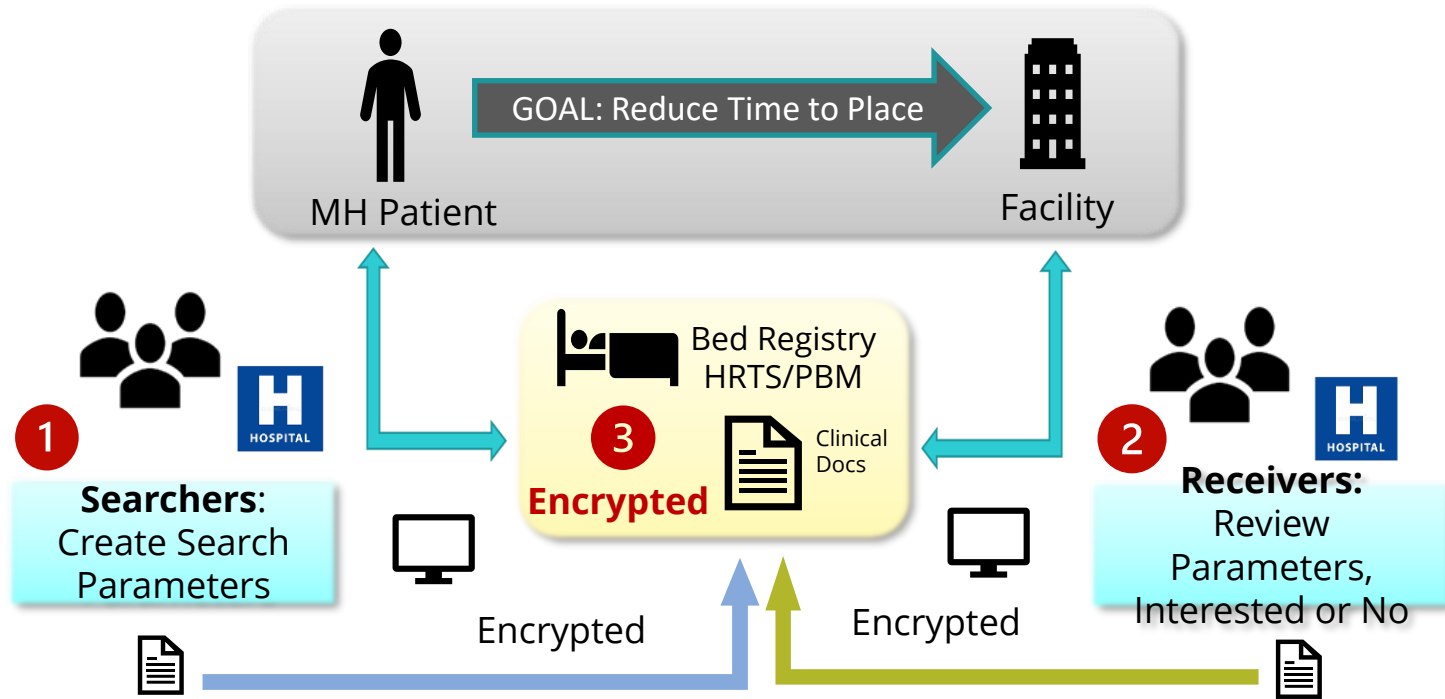 GOAL: Reduce Time to Place
MH Patient
Facility
Bed Registry
HRTS/PBM
3
Encrypted
Clinical
Docs
HOSPITAL
H
1
Searchers:
Create Search
Parameters
H
HOSPITAL
2
Receivers:
Review
Parameters,
Interested or No
Encrypted
Encrypted